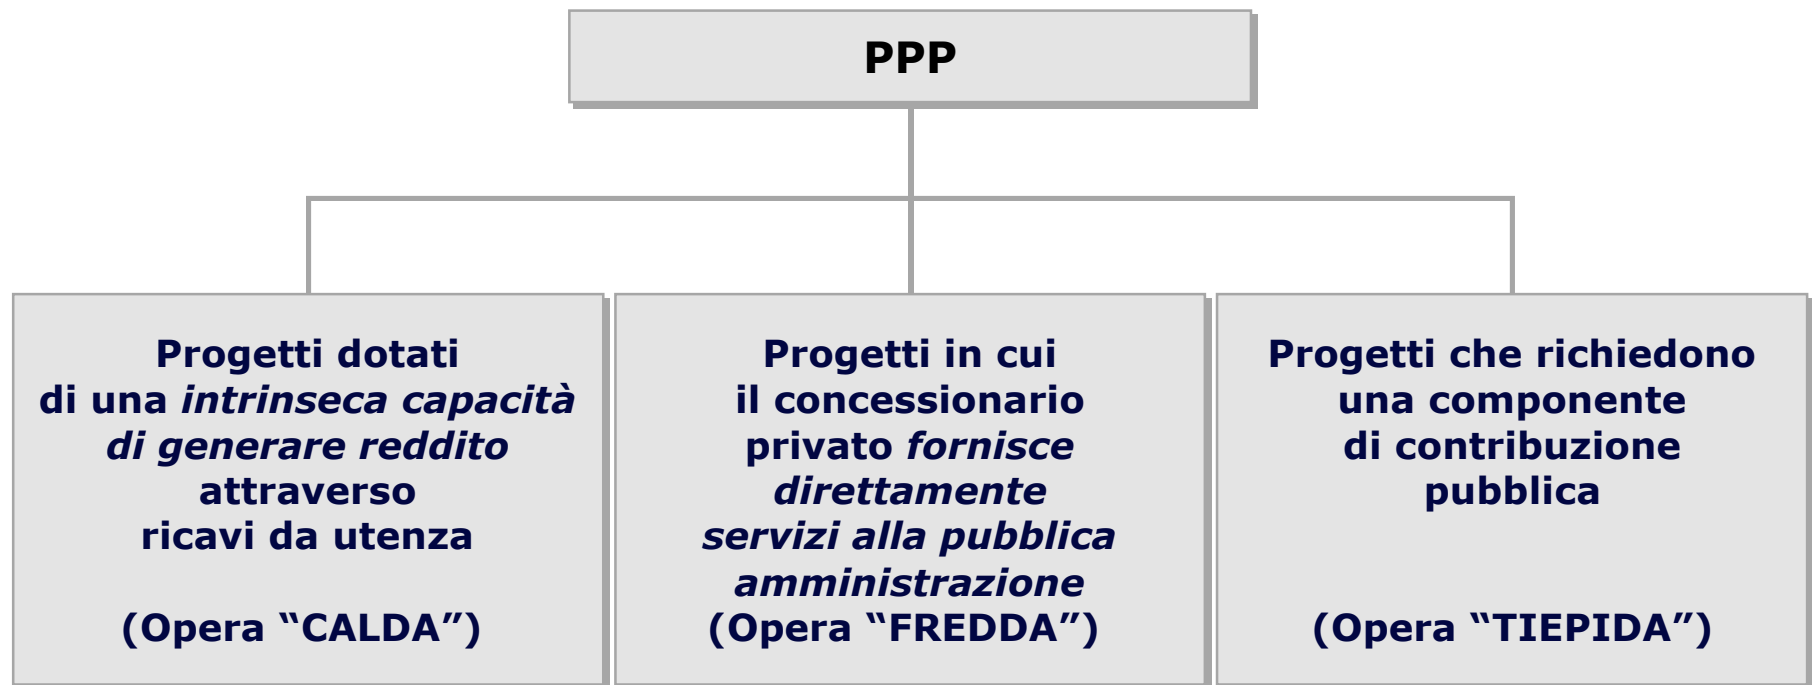 PPP
Progetti dotati
di una intrinseca capacità
di generare reddito
attraverso
ricavi da utenza
(Opera “CALDA”)
Progetti in cui
il concessionario
privato fornisce
direttamente
servizi alla pubblica
amministrazione
(Opera “FREDDA”)
Progetti che richiedono
una componente
di contribuzione
pubblica
(Opera “TIEPIDA”)